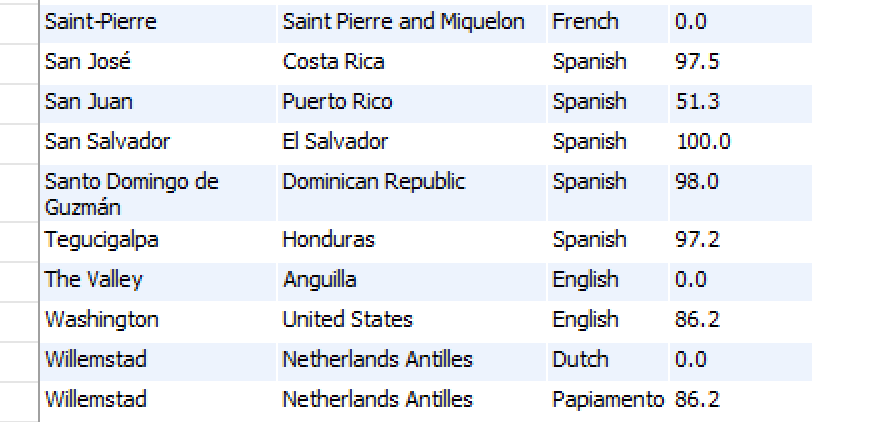 Saint-Pierre Saint Pierre and Miquelon French 0.0
San José Costa Rica Spanish 97.5
San Juan Puerto Rico Spanish 51.3
San Salvador El Salvador Spanish 100.0
Santo Domingo de Dominican Republic Spanish 98.0
Guzmán
Tegucigalpa Honduras Spanish 97.2
The Valley Anguilla English 0.0
Washington United States English 86.2
Willemstad Netherlands Antilles Dutch 0.0
Willemstad Netherlands Antilles Papiamento 86.2